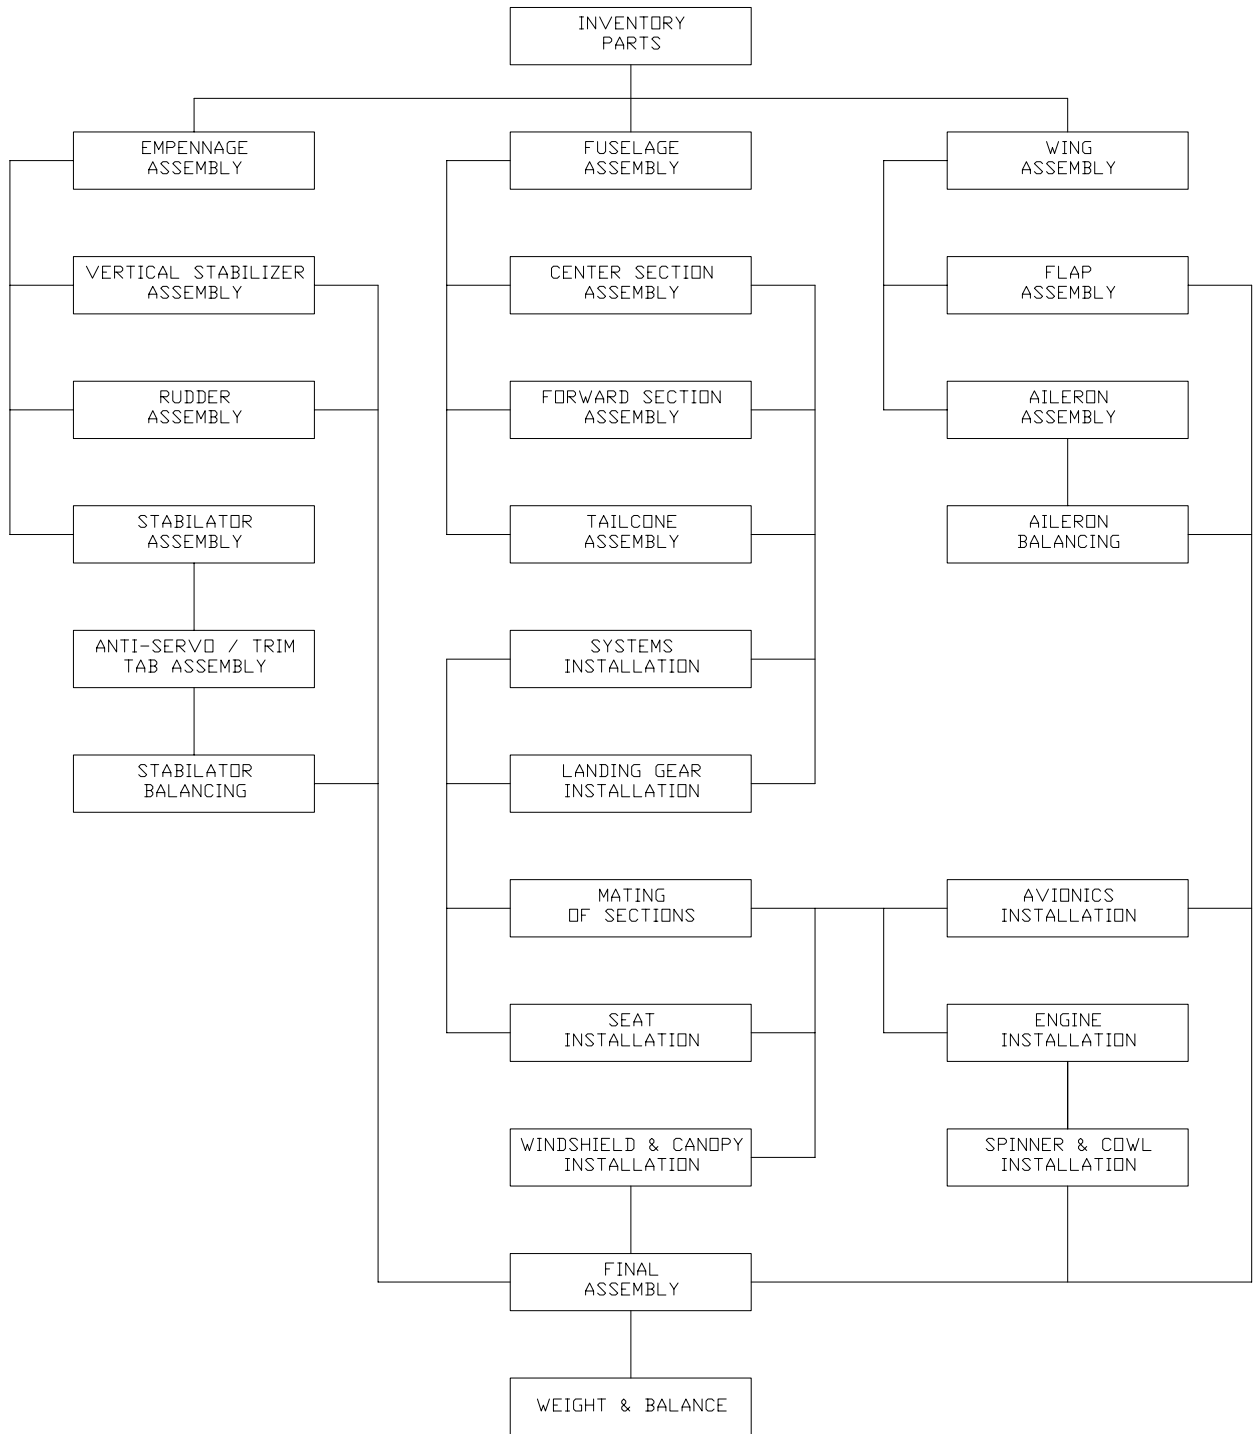 INVENTORY
PARTS
EMPENNAGE
ASSEMBLY
FUSELAGE
ASSEMBLY
WING
ASSEMBLY
VERTICAL STABILIZER
ASSEMBLY
CENTER SECTION
ASSEMBLY
FLAP
ASSEMBLY
RUDDER
ASSEMBLY
FORWARD SECTION
ASSEMBLY
AILERON
ASSEMBLY
STABILATOR
ASSEMBLY
TAILCONE
ASSEMBLY
AILERON
BALANCING
ANTI-SERVO / TRIM
TAB ASSEMBLY
SYSTEMS
INSTALLATION
STABILATOR
BALANCING
LANDING GEAR
INSTALLATION
MATING
OF SECTIONS
AVIONICS
INSTALLATION
SEAT
INSTALLATION
ENGINE
INSTALLATION
WINDSHIELD & CANOPY
INSTALLATION
SPINNER & COWL
INSTALLATION
FINAL
ASSEMBLY
WEIGHT & BALANCE